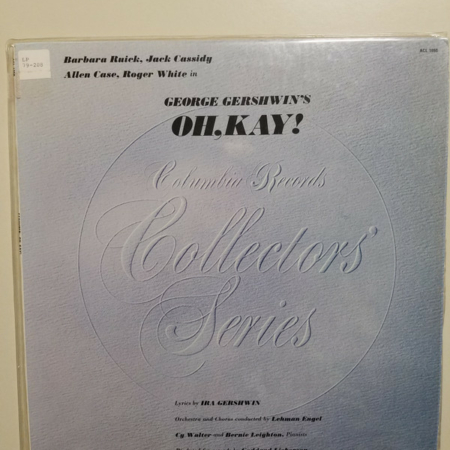 Barbara Ruick, Jack Cassidy
Allen Case, Roger White in
GEORGE GERSHWIN'S
OH, KAY!
Columbia Records
Collectors'
Series
Lyrics by IRA GERSHWIN
Orchestra and Chorus conducted by Lehman Engel
Cy Walter and Bernie Leighton, Pianists